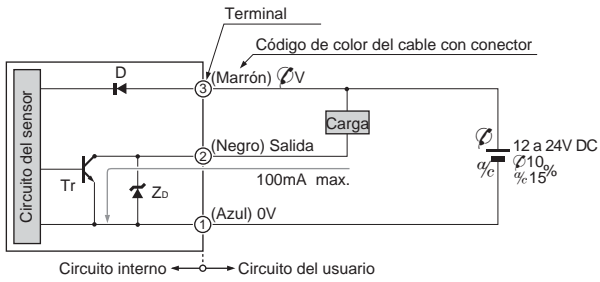 Terminal
Código de color del cable con conector
D
3 (Marrón) ✆V
Carga
Circuito del sensor
2 (Negro) Salida
Tr
ZD
100mA max.
✆
℀
12 a 24V DC
✆10
℀15%
1 (Azul) 0V
Circuito interno
Circuito del usuario